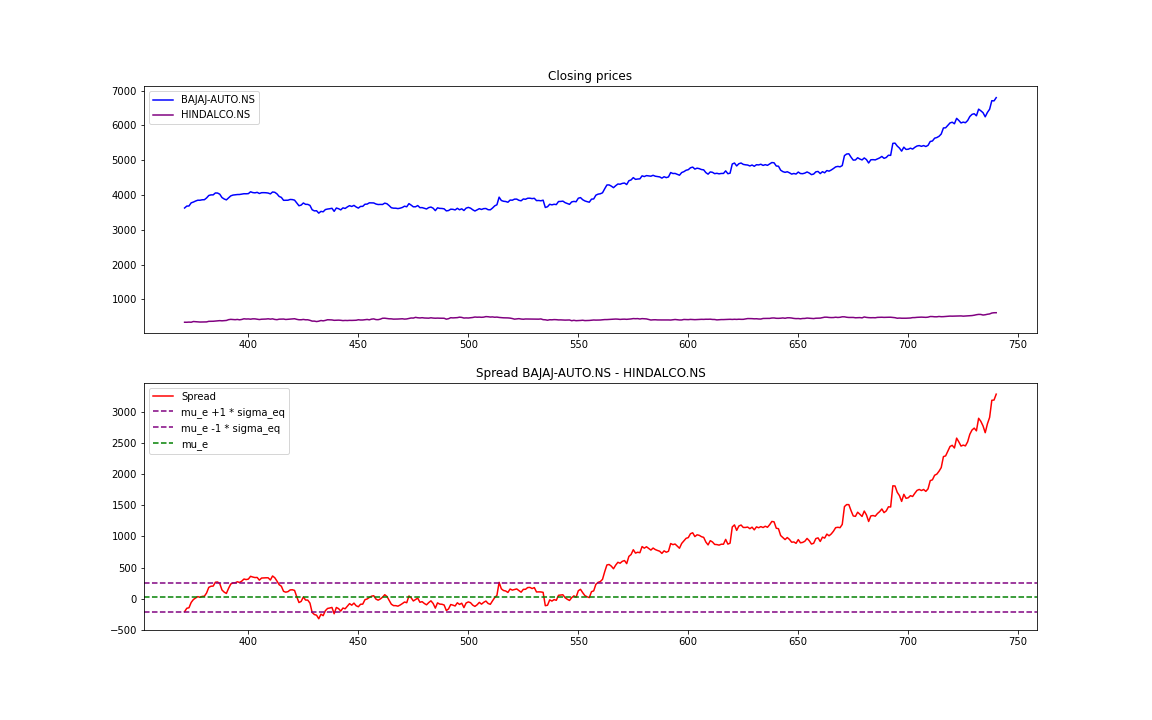 Closing prices
7000
6000
5000
4000
3000
2000
1000
BAJAJ-AUTO.NS
HINDALCO.NS
400 450 500 550 600 650 700 750
Spread BAJAJ-AUTO.NS - HINDALCO.NS
3000
2500
2000
1500
1000
500
0
−500
Spread
mu_e +1 * sigma_eq
mu_e -1 * sigma_eq
mu_e
400 450 500 550 600 650 700 750